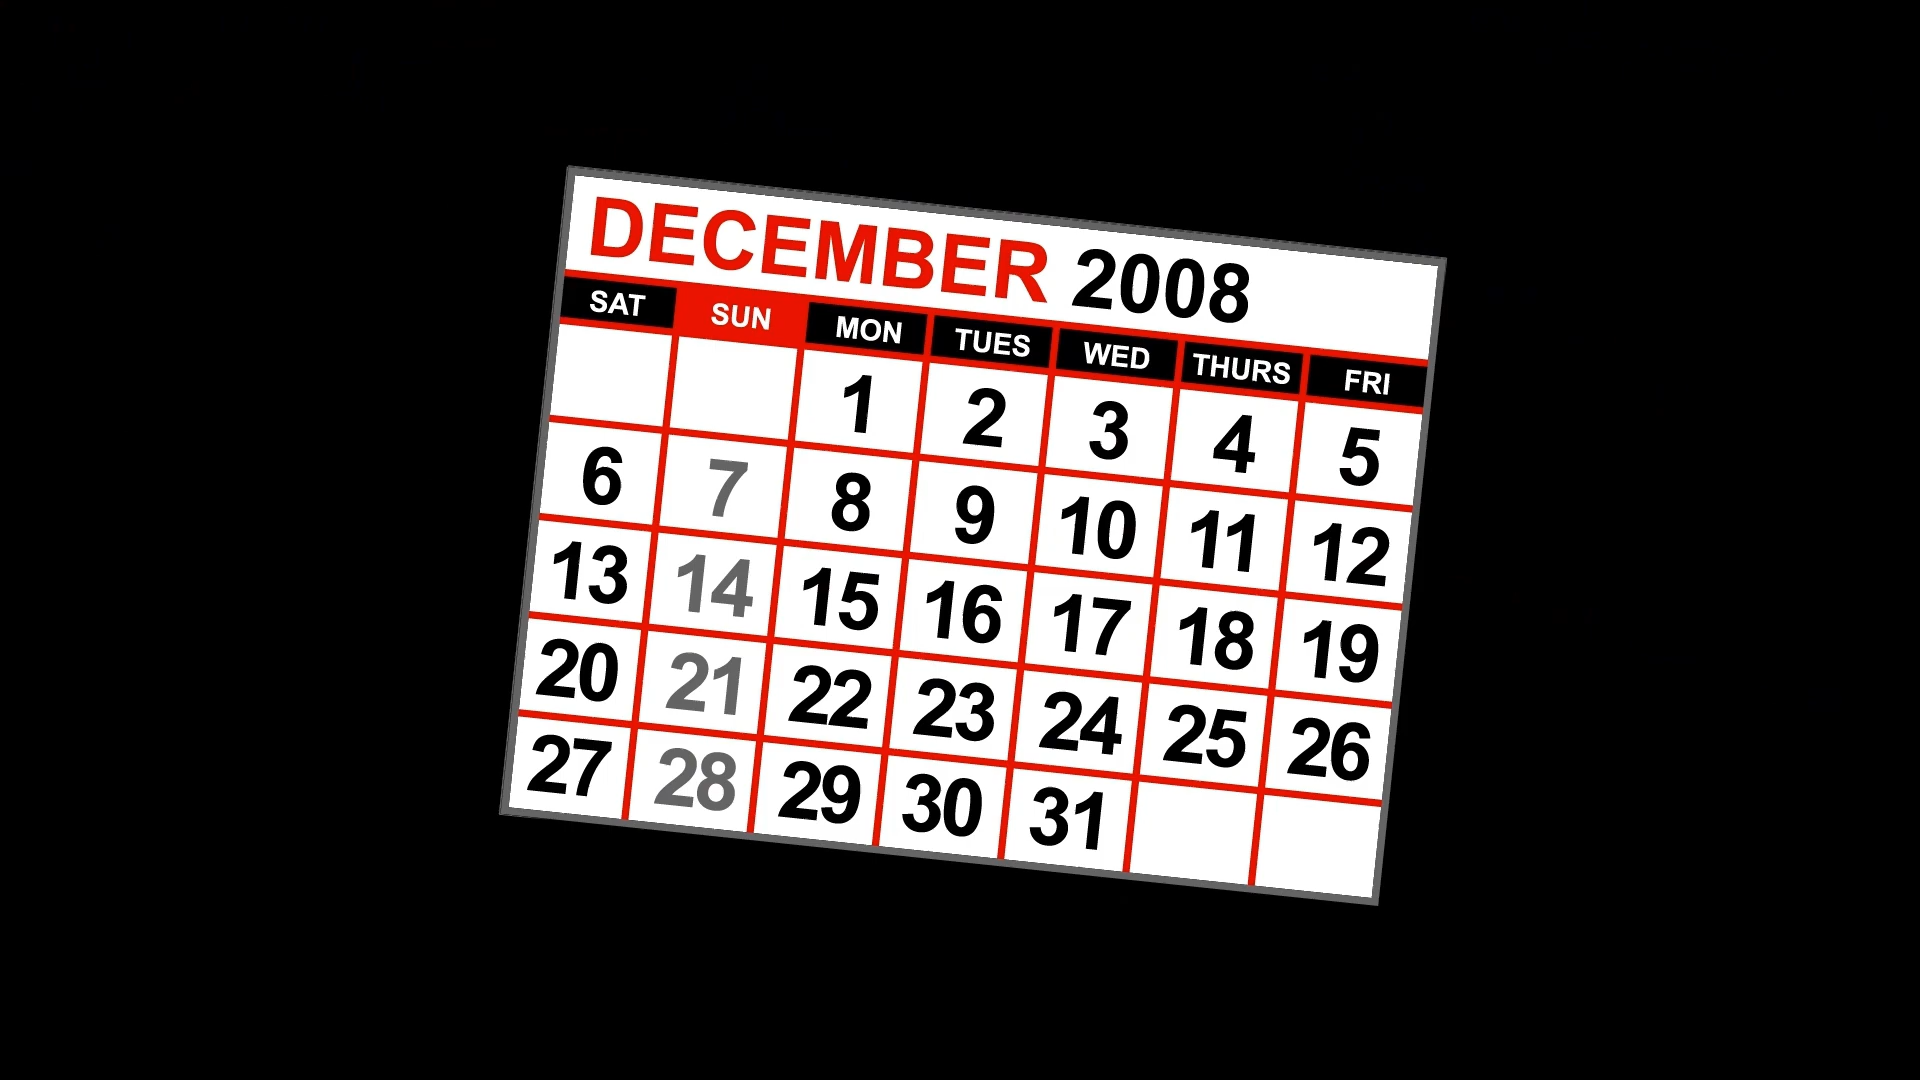 DECEMBER 2008
SAT SUN MON TUES WED THURS FRI
1 2 3 4 5
6 7 8 9 10 11 12
13 14 15 16 17 18 19
20 21 22 23 24 25 26
27 28 29 30 31